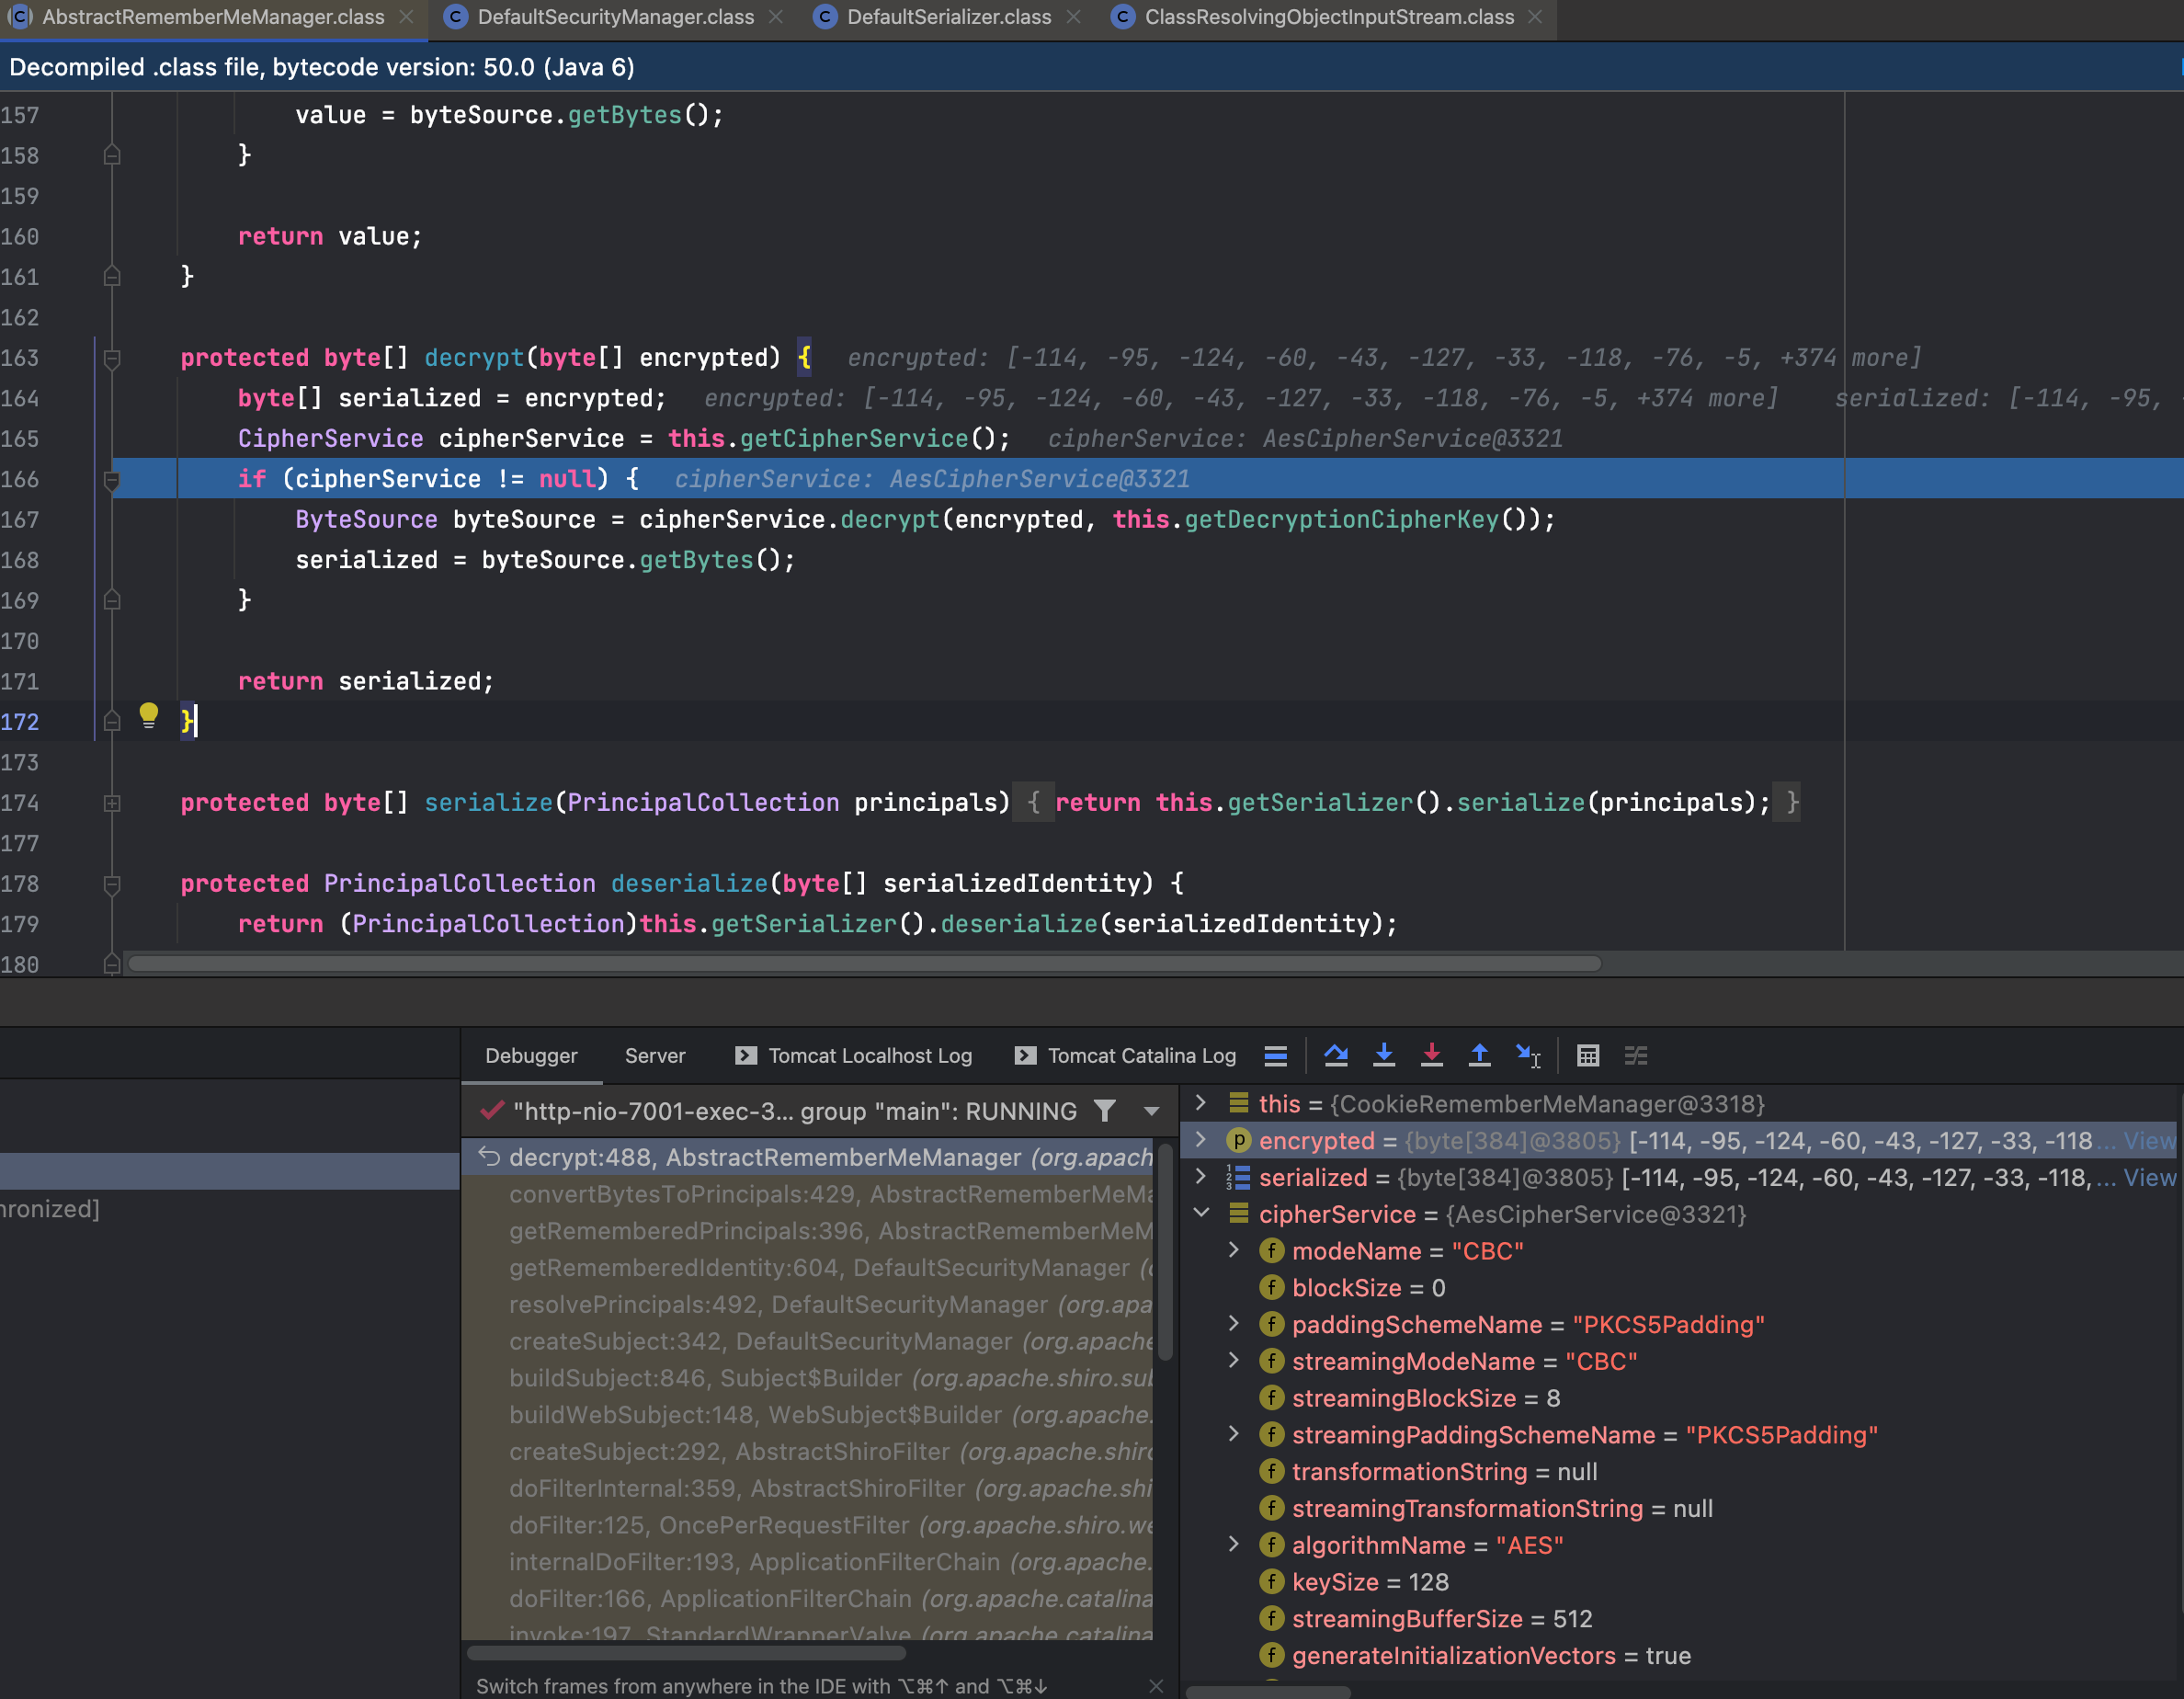 AbstractRememberMeManager.class DefaultSecurityManager.class DefaultSerializer.class ClassResolvingObjectInputStream.class
Decompiled .class file, bytecode version: 50.0 (Java 6)
157 value = byteSource.getBytes();
158 }
159
160 return value;
161 }
162
163 protected byte[] decrypt(byte[] encrypted) { encrypted: [-114, -95, -124, -60, -43, -127, -33, -118, -76, -5, +374 more]
164 byte[] serialized = encrypted; encrypted: [-114, -95, -124, -60, -43, -127, -33, -118, -76, -5, +374 more] serialized: [-114, -95,
165 CipherService cipherService = this.getCipherService(); cipherService: AesCipherService@3321
166 if (cipherService != null) { cipherService: AesCipherService@3321
167 ByteSource byteSource = cipherService.decrypt(encrypted, this.getDecryptionCipherKey());
168 serialized = byteSource.getBytes();
169 }
170
171 return serialized;
172 }
173
174 protected byte[] serialize(PrincipalCollection principals) { return this.getSerializer().serialize(principals); }
177
178 protected PrincipalCollection deserialize(byte[] serializedIdentity) {
179 return (PrincipalCollection)this.getSerializer().deserialize(serializedIdentity);
180
Debugger Server Tomcat Localhost Log Tomcat Catalina Log
"http-nio-7001-exec-3... group "main": RUNNING
hronized]
decrypt:488, AbstractRememberMeManager (org.apach
convertBytesToPrincipals:429, AbstractRememberMeMa
getRememberedPrincipals:396, AbstractRememberMeM
getRememberedIdentity:604, DefaultSecurityManager (o
resolvePrincipals:492, DefaultSecurityManager (org.apa
createSubject:342, DefaultSecurityManager (org.apache
buildSubject:846, Subject$Builder (org.apache.shiro.sub
buildWebSubject:148, WebSubject$Builder (org.apache.
createSubject:292, AbstractShiroFilter (org.apache.shiro
doFilterInternal:359, AbstractShiroFilter (org.apache.shi
doFilter:125, OncePerRequestFilter (org.apache.shiro.we
internalDoFilter:193, ApplicationFilterChain (org.apache.
doFilter:166, ApplicationFilterChain (org.apache.catalina
invoke:197, StandardWrapperValve (org.apache.catalina
Switch frames from anywhere in the IDE with ⌥⌘↑ and ⌥⌘↓
this = {CookieRememberMeManager@3318}
encrypted = {byte[384]@3805} [-114, -95, -124, -60, -43, -127, -33, -118... View
serialized = {byte[384]@3805} [-114, -95, -124, -60, -43, -127, -33, -118,... View
cipherService = {AesCipherService@3321}
modeName = "CBC"
blockSize = 0
paddingSchemeName = "PKCS5Padding"
streamingModeName = "CBC"
streamingBlockSize = 8
streamingPaddingSchemeName = "PKCS5Padding"
transformationString = null
streamingTransformationString = null
algorithmName = "AES"
keySize = 128
streamingBufferSize = 512
generateInitializationVectors = true